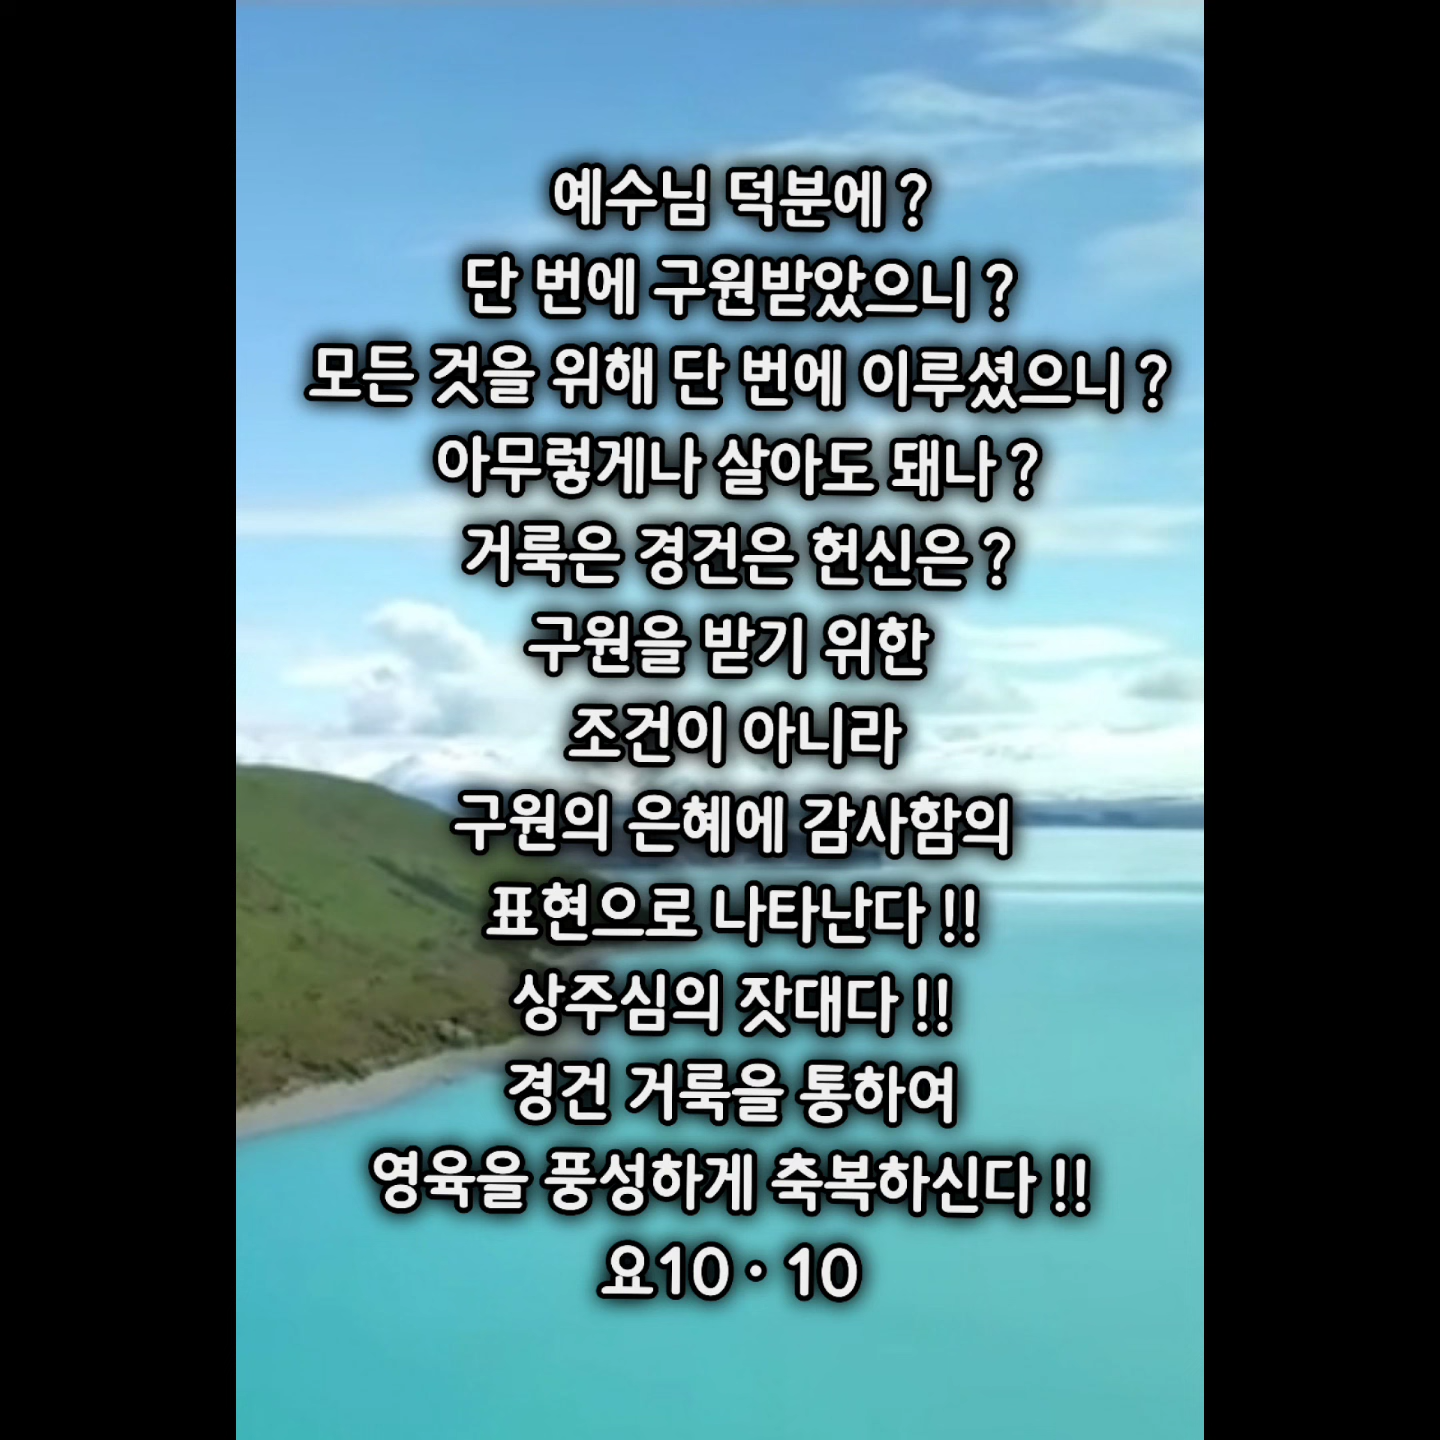 예수님 덕분에 ?
단 번에 구원받았으니 ?
모든 것을 위해 단 번에 이루셨으니 ?
아무렇게나 살아도 돼나 ?
거룩은 경건은 헌신은 ?
구원을 받기 위한
조건이 아니라
구원의 은혜에 감사함의
표현으로 나타난다 !!
상주심의 잣대다 !!
경건 거룩을 통하여
영육을 풍성하게 축복하신다 !!
요10 · 10